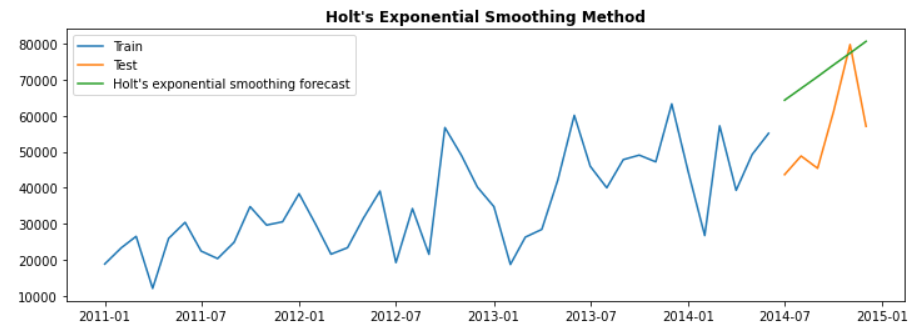 Holt's Exponential Smoothing Method
Train
Test
Holt's exponential smoothing forecast
80000
70000
60000
50000
40000
30000
20000
10000
2011-01 2011-07 2012-01 2012-07 2013-01 2013-07 2014-01 2014-07 2015-01